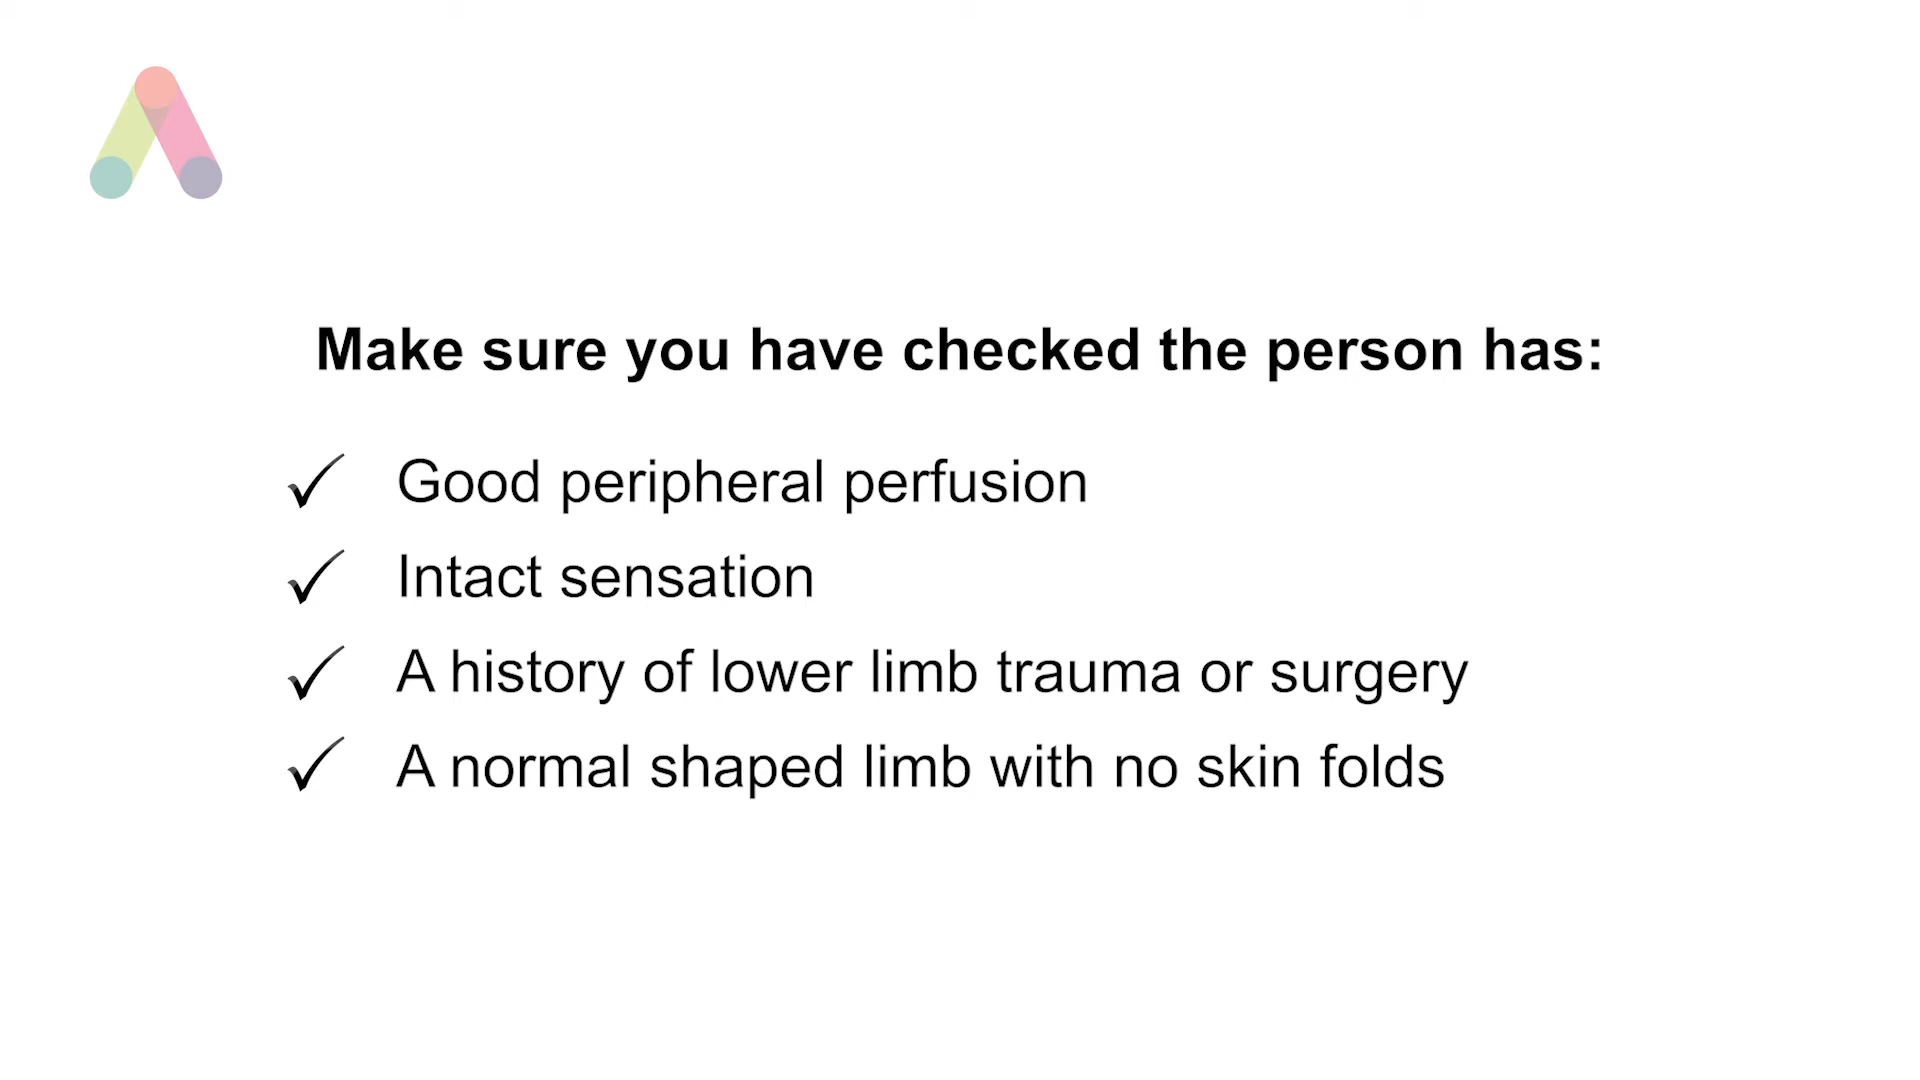 Make sure you have checked the person has:
✓ Good peripheral perfusion
✓ Intact sensation
✓ A history of lower limb trauma or surgery
✓ A normal shaped limb with no skin folds